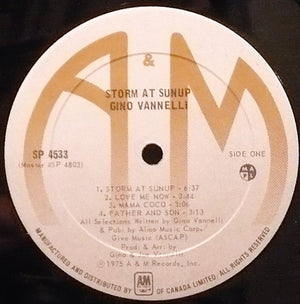 A & M
STORM AT SUNUP
GINO VANNELLI
SP 4533
(Master #SP 4803)
SIDE ONE
1. STORM AT SUNUP - 6:37
2. LOVE ME NOW - 3:44
3. MAMA COCO - 3:06
4. FATHER AND SON - 3:13
All Selections Written by Gino Vannelli
& Pub: by Almo Music Corp.
Giva Music (ASCAP)
Prod: & Arr: by
Gino & Joe Vannelli
© 1975 A & M Records, Inc.
MANUFACTURED AND DISTRIBUTED BY A&M RECORDS OF CANADA LIMITED. ALL RIGHTS RESERVED